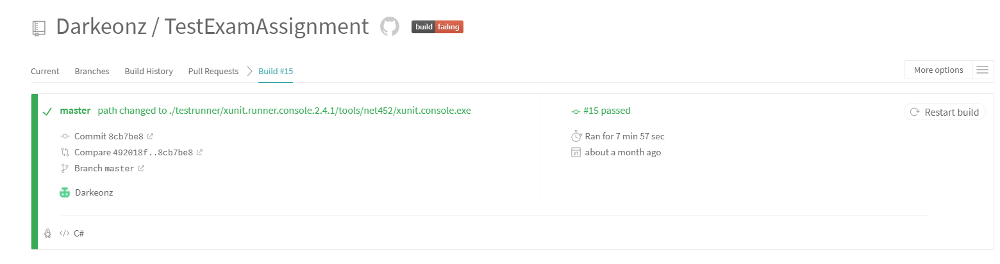 Darkeonz / TestExamAssignment build failing
Current Branches Build History Pull Requests Build #15 More options
master path changed to ./testrunner/xunit.runner.console.2.4.1/tools/net452/xunit.console.exe #15 passed Restart build
Commit 8cb7be8 Ran for 7 min 57 sec
Compare 492018f..8cb7be8 about a month ago
Branch master
Darkeonz
</> C#